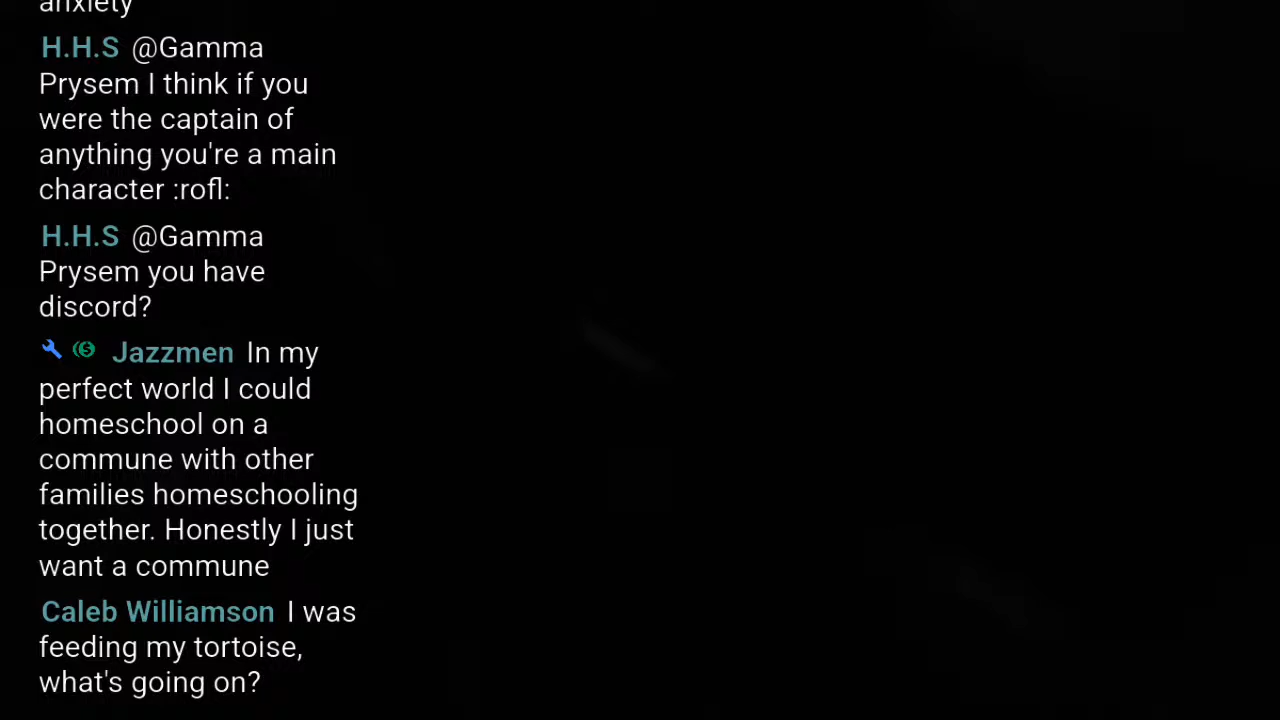 anxiety
H.H.S @Gamma
Prysem I think if you
were the captain of
anything you're a main
character :rofl:
H.H.S @Gamma
Prysem you have
discord?
Jazzmen In my
perfect world I could
homeschool on a
commune with other
families homeschooling
together. Honestly I just
want a commune
Caleb Williamson I was
feeding my tortoise,
what's going on?